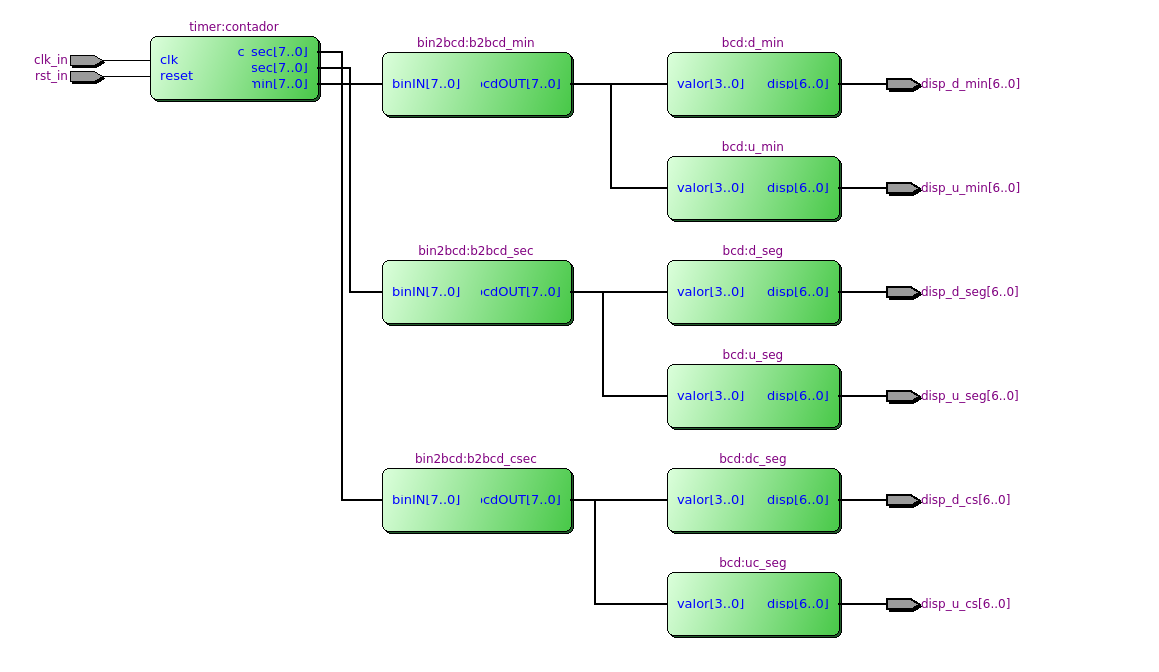 timer:contador
clk_in
rst_in
clk
reset
c_sec[7..0]
sec[7..0]
min[7..0]
bin2bcd:b2bcd_min
binIN[7..0]
bcdOUT[7..0]
bcd:d_min
valor[3..0]
disp[6..0]
disp_d_min[6..0]
bcd:u_min
valor[3..0]
disp[6..0]
disp_u_min[6..0]
bin2bcd:b2bcd_sec
binIN[7..0]
bcdOUT[7..0]
bcd:d_seg
valor[3..0]
disp[6..0]
disp_d_seg[6..0]
bcd:u_seg
valor[3..0]
disp[6..0]
disp_u_seg[6..0]
bin2bcd:b2bcd_csec
binIN[7..0]
bcdOUT[7..0]
bcd:dc_seg
valor[3..0]
disp[6..0]
disp_d_cs[6..0]
bcd:uc_seg
valor[3..0]
disp[6..0]
disp_u_cs[6..0]